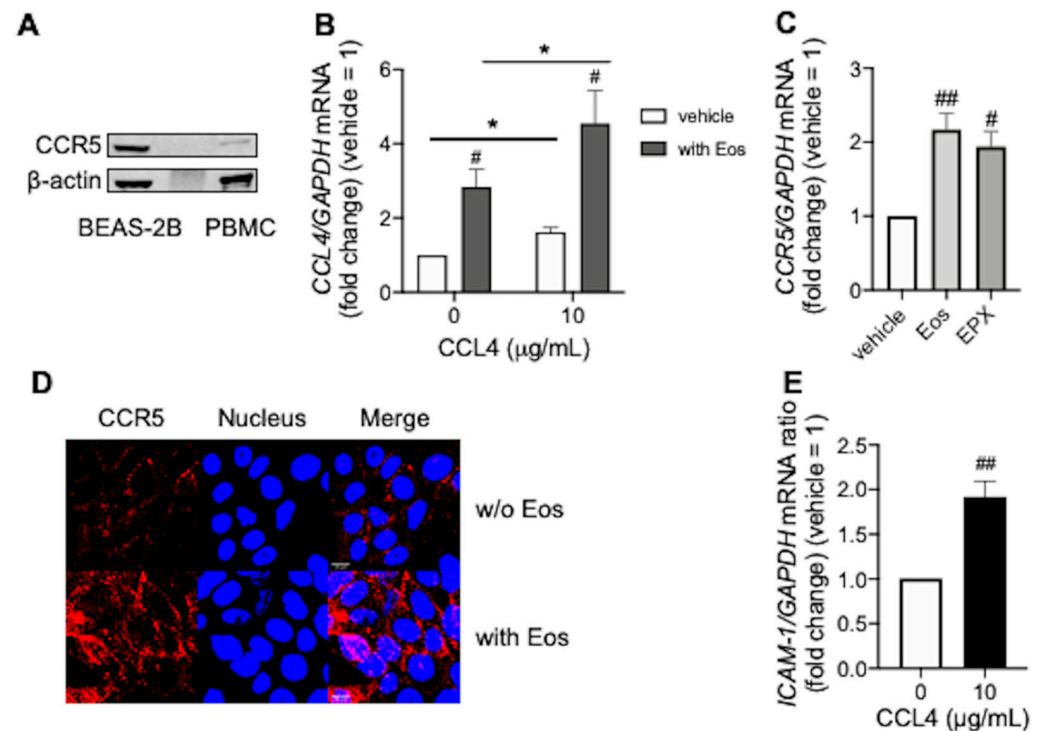 A
CCR5
β-actin
BEAS-2B PBMC
B
CCL4/GAPDH mRNA
(fold change) (vehicle = 1)
6
4
2
0
*
*
#
#
0 10
CCL4 (μg/mL)
vehicle
with Eos
C
CCR5/GAPDH mRNA
(fold change) (vehicle = 1)
3
2
1
0
##
#
vehicle
Eos
EPX
D
CCR5 Nucleus Merge
w/o Eos
with Eos
E
ICAM-1/GAPDH mRNA ratio
(fold change) (vehicle = 1)
2.5
2.0
1.5
1.0
0.5
0.0
##
0 10
CCL4 (μg/mL)